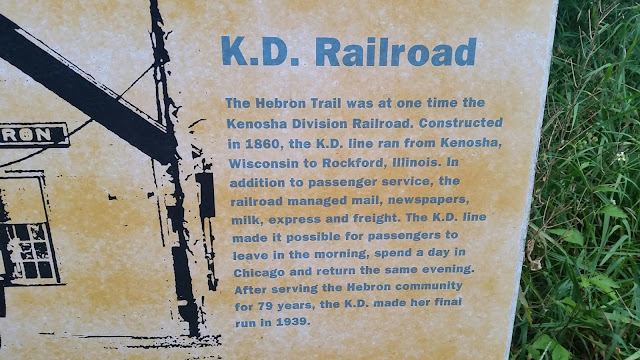 K.D. Railroad
The Hebron Trail was at one time the
Kenosha Division Railroad. Constructed
in 1860, the K.D. line ran from Kenosha,
Wisconsin to Rockford, Illinois. In
addition to passenger service, the
railroad managed mail, newspapers,
milk, express and freight. The K.D. line
made it possible for passengers to
leave in the morning, spend a day in
Chicago and return the same evening.
After serving the Hebron community
for 79 years, the K.D. made her final
run in 1939.
RON